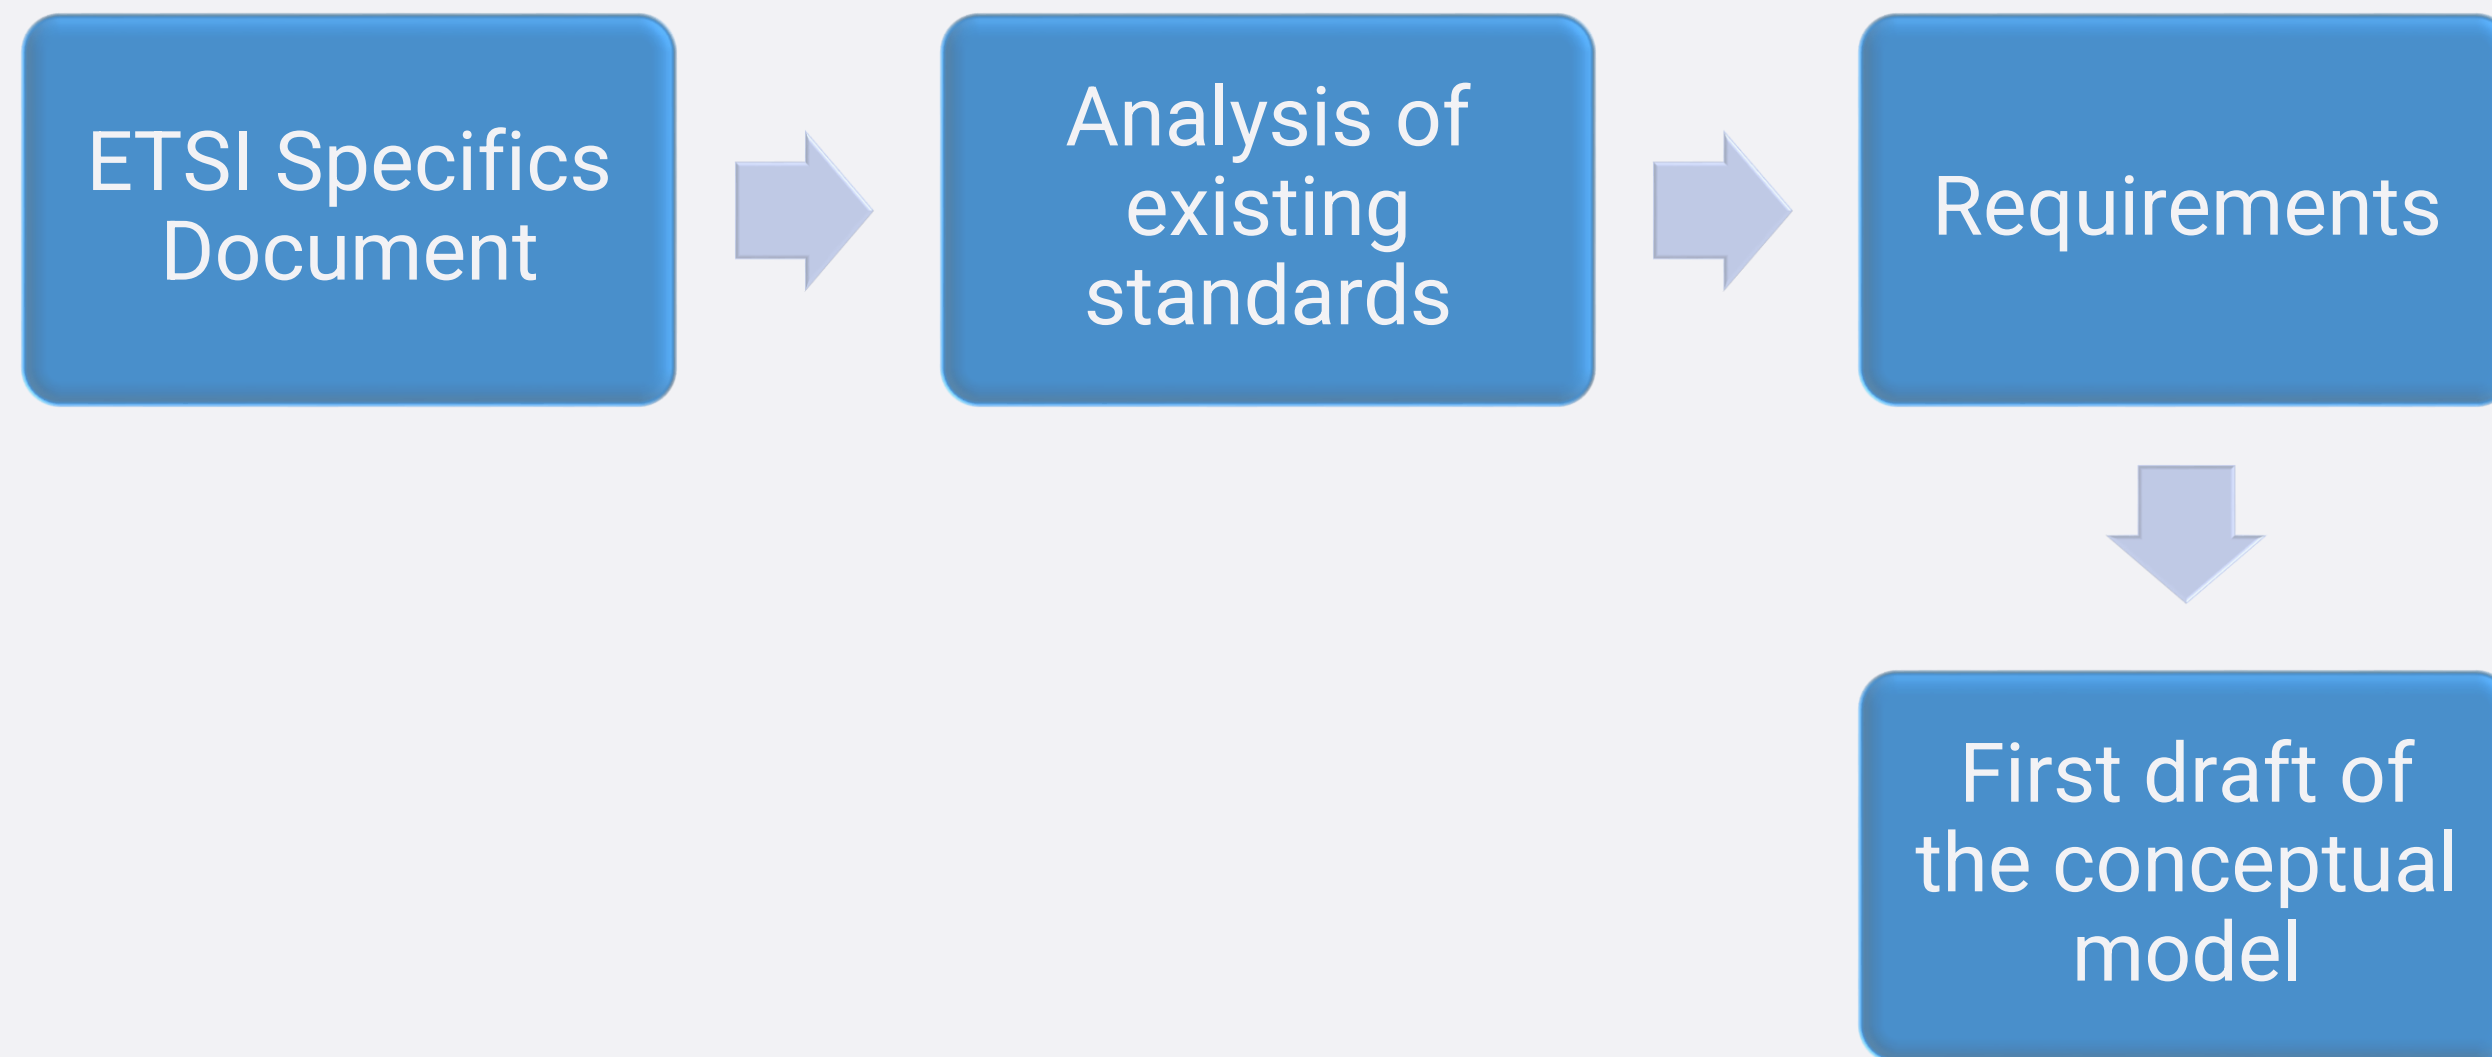 ETSI Specifics
Document
Analysis of
existing
standards
Requirements
First draft of
the conceptual
model